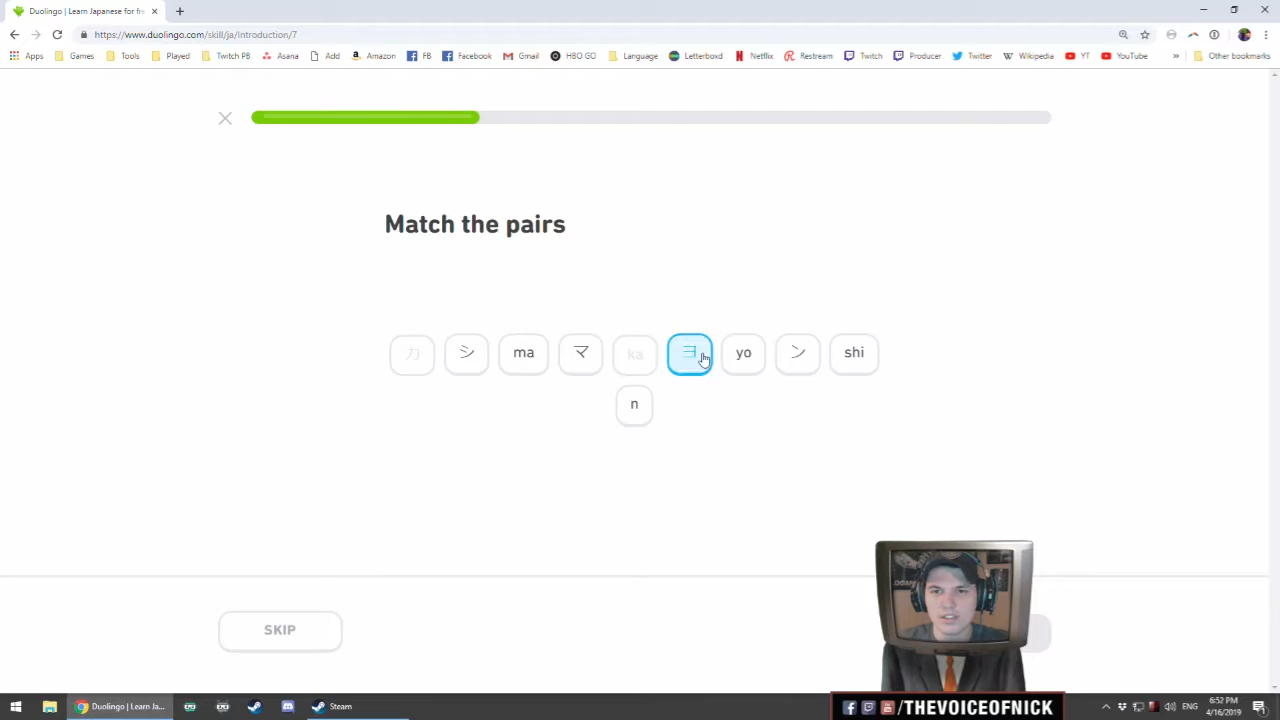 Duolingo | Learn Japanese for fre
https://www.duolingo.com/skill/ja/Introduction/7
Apps Games Tools Played Twitch PB Asana Add Amazon FB Facebook Gmail HBO GO Language Letterboxd Netflix Restream Twitch Producer Twitter Wikipedia YT YouTube » Other bookmarks
Match the pairs
カ シ ma マ ka ヨ yo ン shi
n
SKIP
/THEVOICEOFNICK
Duolingo | Learn Ja... Steam ENG 6:52 PM
4/16/2019